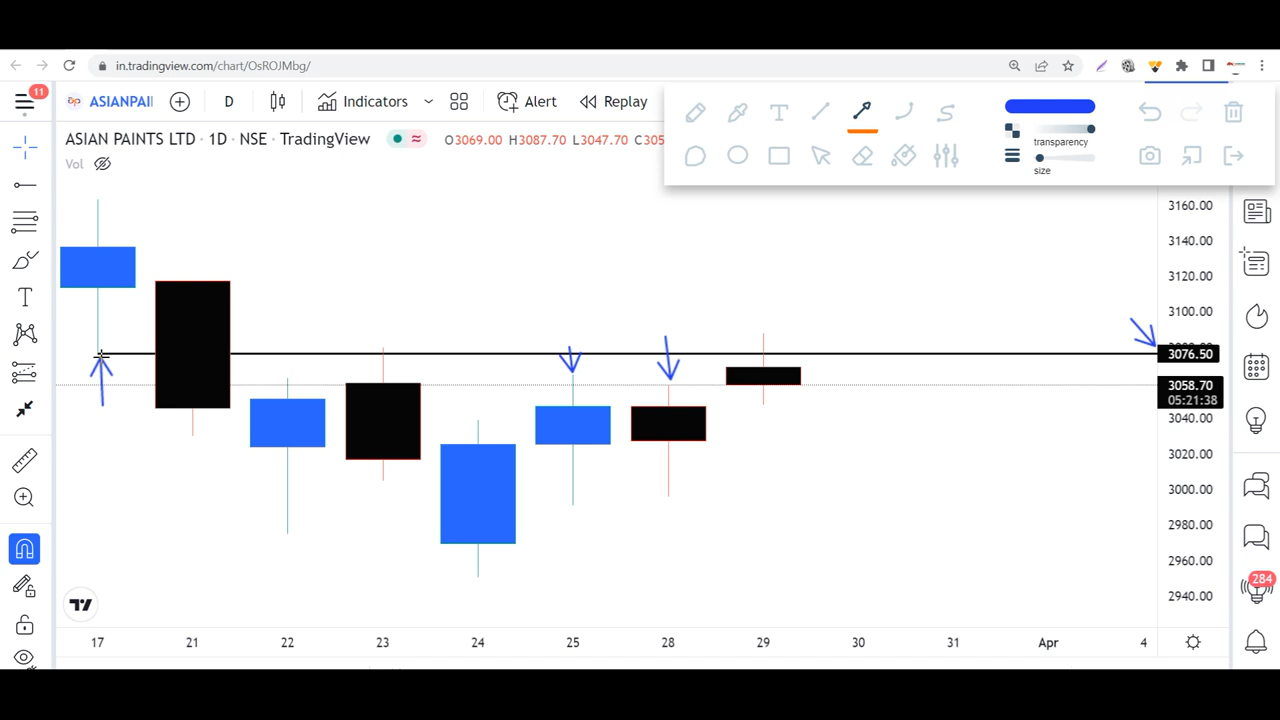 11
in.tradingview.com/chart/OsROJMbg/
ASIANPAI
D
Indicators
Alert
Replay
ASIAN PAINTS LTD · 1D · NSE · TradingView
O3069.00 H3087.70 L3047.70 C305
Vol
T
transparency
size
3160.00
3140.00
3120.00
3100.00
3076.50
3058.70
05:21:38
3040.00
3020.00
3000.00
2980.00
2960.00
2940.00
284
17 21 22 23 24 25 28 29 30 31 Apr 4